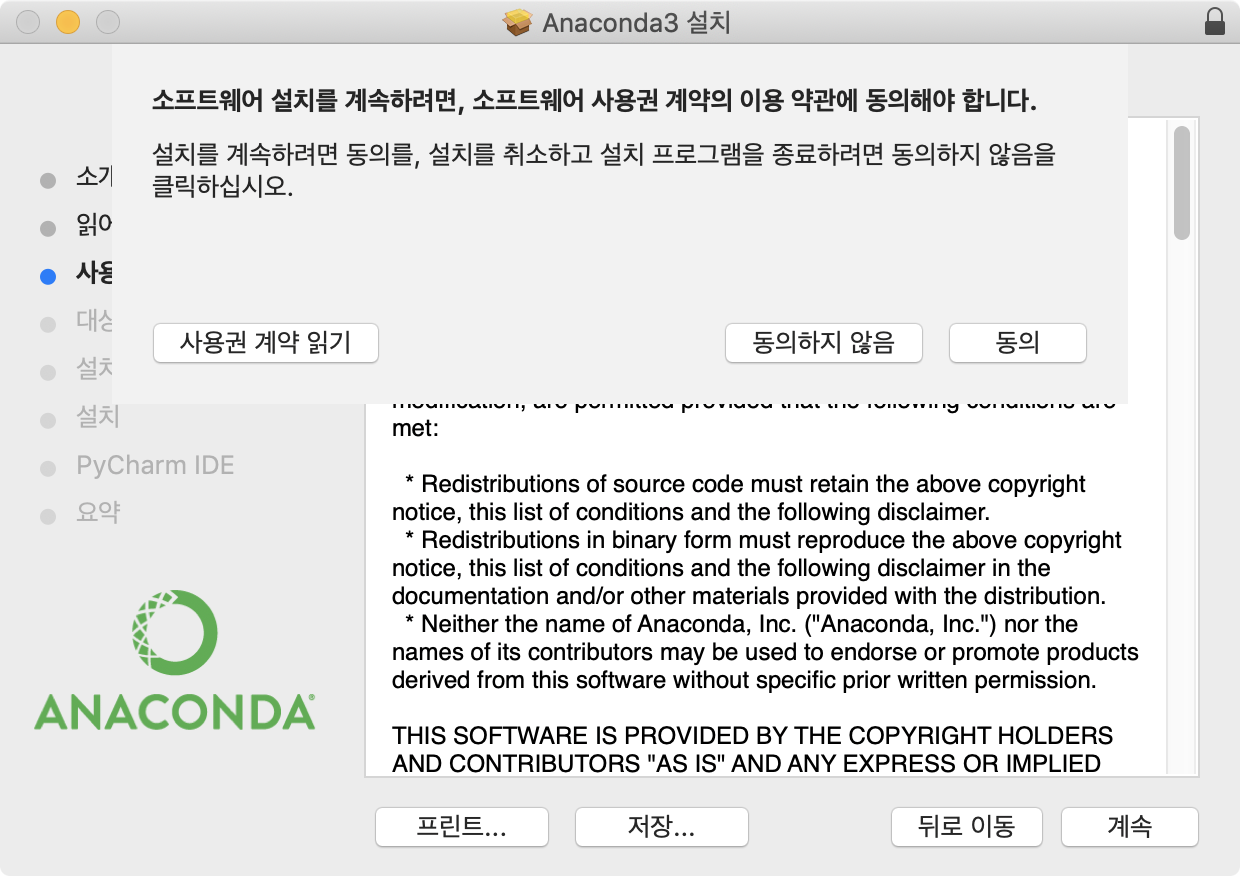 Anaconda3 설치
소프트웨어 설치를 계속하려면, 소프트웨어 사용권 계약의 이용 약관에 동의해야 합니다.
설치를 계속하려면 동의를, 설치를 취소하고 설치 프로그램을 종료하려면 동의하지 않음을
클릭하십시오.
사용권 계약 읽기
동의하지 않음
동의
소개
읽어
사용
대상
설치
설치
PyCharm IDE
요약
ANACONDA®
modification, are permitted provided that the following conditions are
met:
* Redistributions of source code must retain the above copyright
notice, this list of conditions and the following disclaimer.
* Redistributions in binary form must reproduce the above copyright
notice, this list of conditions and the following disclaimer in the
documentation and/or other materials provided with the distribution.
* Neither the name of Anaconda, Inc. ("Anaconda, Inc.") nor the
names of its contributors may be used to endorse or promote products
derived from this software without specific prior written permission.
THIS SOFTWARE IS PROVIDED BY THE COPYRIGHT HOLDERS
AND CONTRIBUTORS "AS IS" AND ANY EXPRESS OR IMPLIED
프린트...
저장...
뒤로 이동
계속